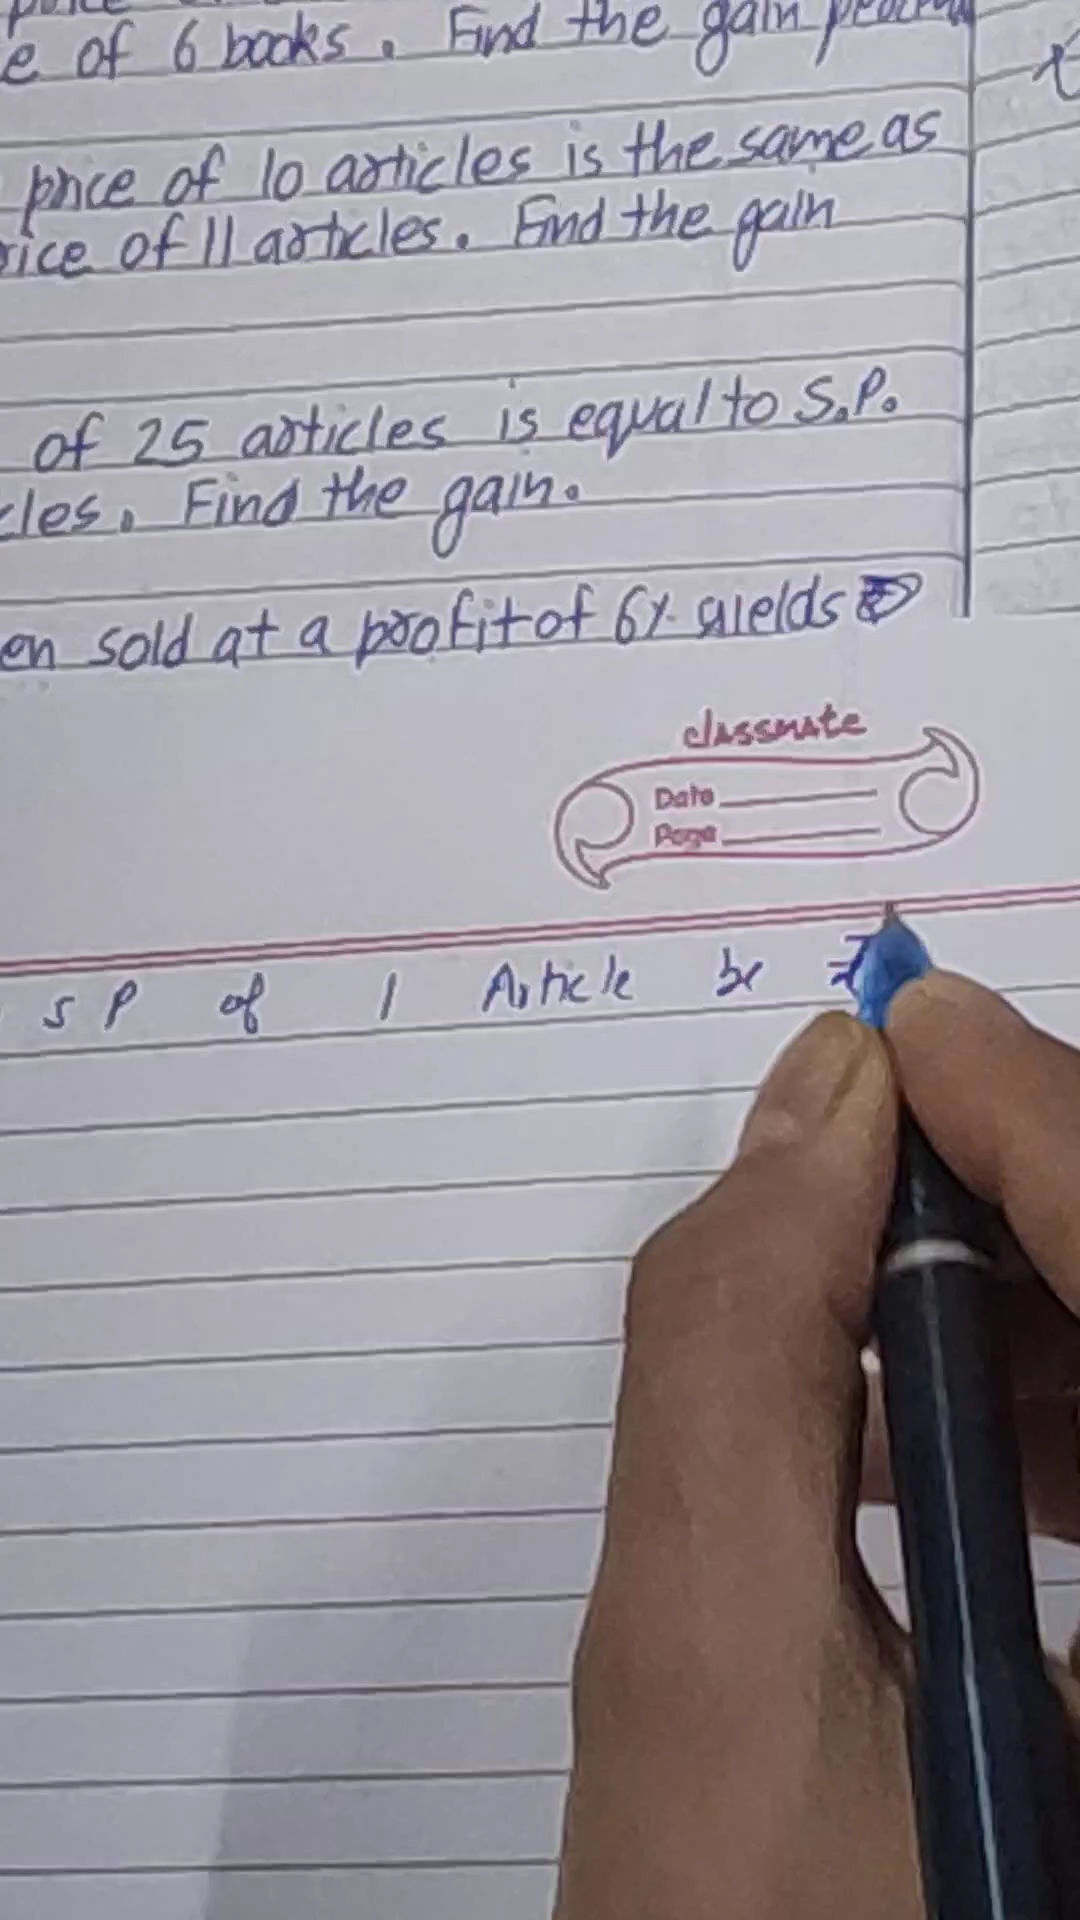 e of 6 books. Find the gain
price of 10 articles is the same as
rice of 11 articles. Find the gain
of 25 articles is equal to S.P.
cles. Find the gain.
en sold at a profit of 6% yields
classmate
Date
Page
SP of 1 Article be ₹